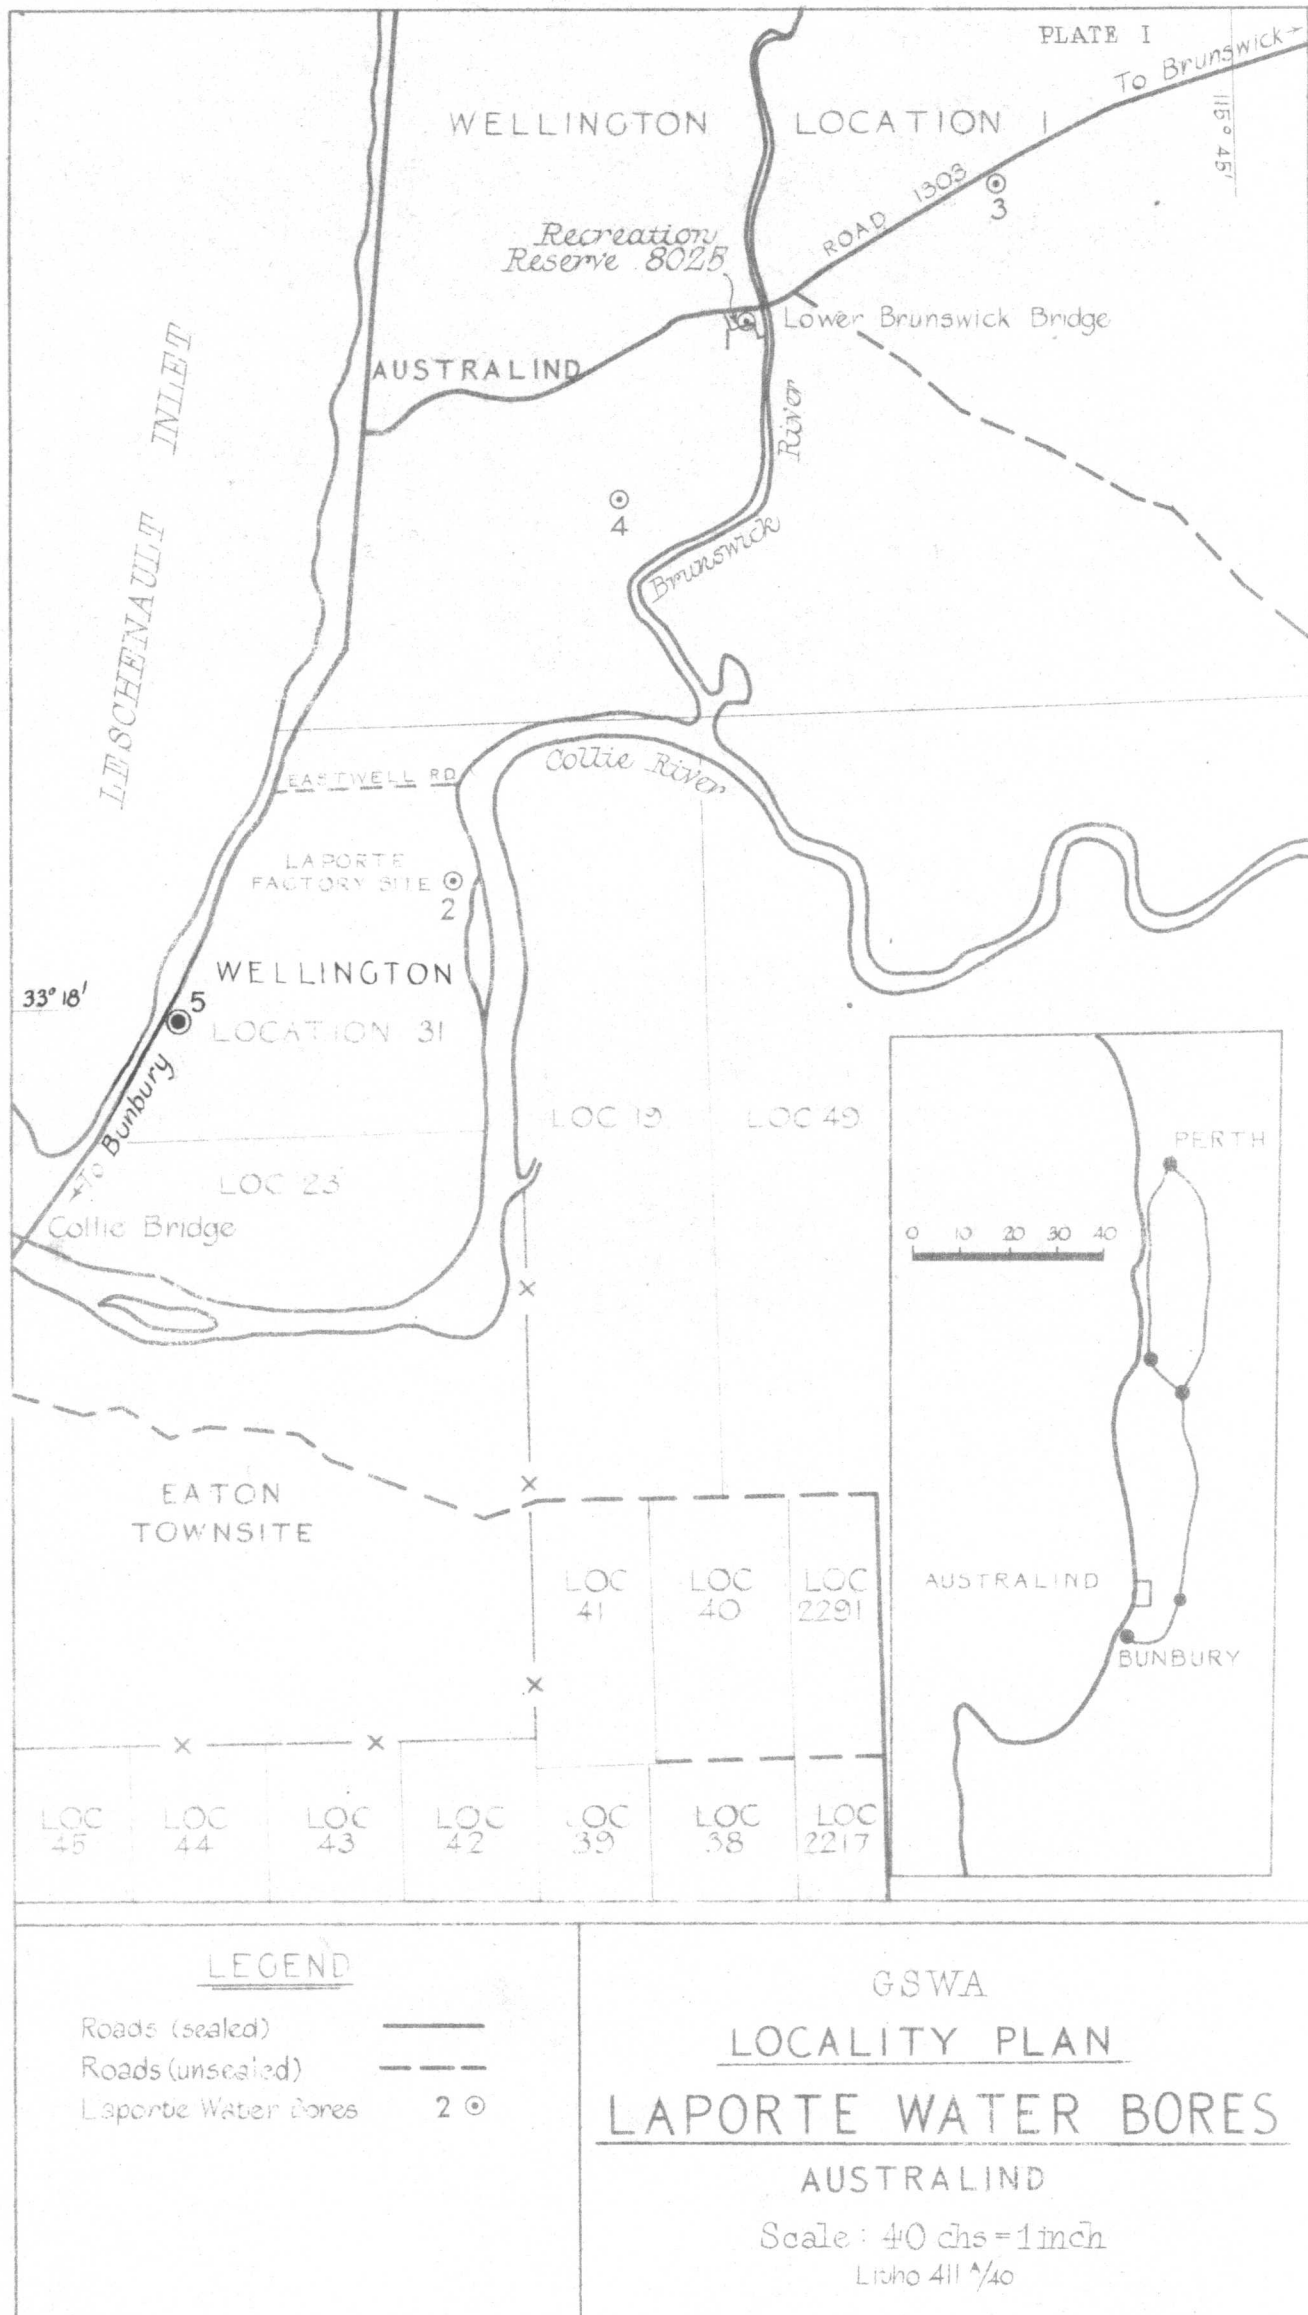 PLATE I
To Brunswick
115° 45'
WELLINGTON LOCATION 1
ROAD 1303
3
Recreation
Reserve 8025
1
Lower Brunswick Bridge
AUSTRALIND
LESCHENAULT INLET
River
Brunswick
4
Collie River
EASTWELL RD
LAPORTE
FACTORY SITE
2
WELLINGTON
LOCATION 31
33° 18'
5
To Bunbury
LOC 19
LOC 49
LOC 23
Collie Bridge
PERTH
0 10 20 30 40
AUSTRALIND
BUNBURY
EATON
TOWNSITE
LOC
41
LOC
40
LOC
2291
LOC
45
LOC
44
LOC
43
LOC
42
LOC
39
LOC
38
LOC
2217
LEGEND
Roads (sealed)
Roads (unsealed)
Laporte Water Bores 2
GSWA
LOCALITY PLAN
LAPORTE WATER BORES
AUSTRALIND
Scale : 40 chs = 1 inch
Litho 411 A/40